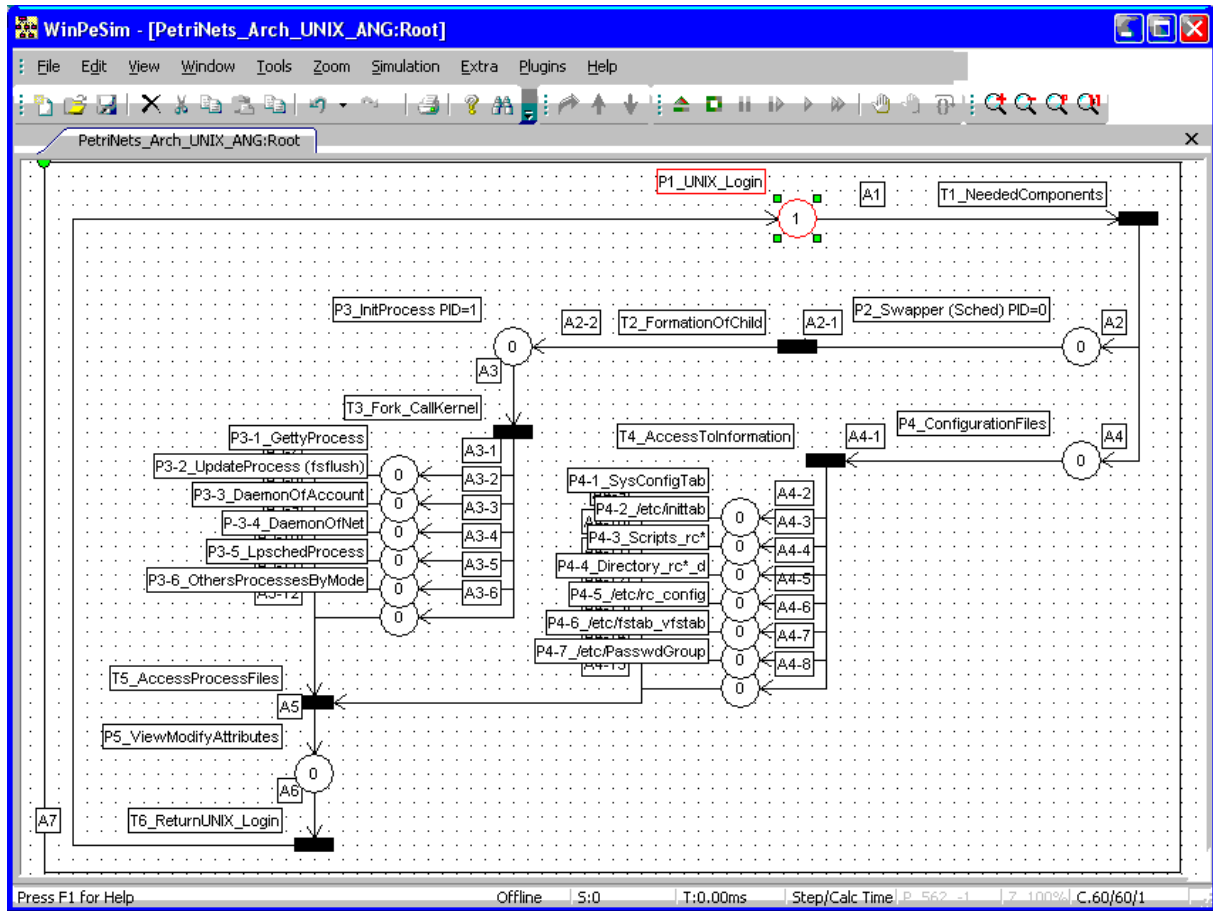 WinPeSim - [PetriNets_Arch_UNIX_ANG:Root]
File Edit View Window Tools Zoom Simulation Extra Plugins Help
PetriNets_Arch_UNIX_ANG:Root
P1_UNIX_Login
A1
T1_NeededComponents
1
P3_InitProcess PID=1
A2-2
T2_FormationOfChild
A2-1
P2_Swapper (Sched) PID=0
A2
0
0
A3
T3_Fork_CallKernel
P4_ConfigurationFiles
P3-1_GettyProcess
A3-1
T4_AccessToInformation
A4-1
A4
0
P3-2_UpdateProcess (fsflush)
0
A3-2
P4-1_SysConfigTab
A4-2
P3-3_DaemonOfAccount
0
A3-3
P4-2_/etc/inittab
0
A4-3
P-3-4_DaemonOfNet
0
A3-4
P4-3_Scripts_rc*
0
A4-4
P3-5_LpschedProcess
0
A3-5
P4-4_Directory_rc*_d
0
A4-5
P3-6_OthersProcessesByMode
0
A3-6
P4-5_/etc/rc_config
0
A4-6
A3-12
0
P4-6_/etc/fstab_vfstab
0
A4-7
P4-7_/etc/PasswdGroup
0
A4-8
A4-15
0
T5_AccessProcessFiles
A5
P5_ViewModifyAttributes
0
A6
A7
T6_ReturnUNIX_Login
Press F1 for Help Offline S:0 T:0.00ms Step/Calc Time P 562 -1 Z 100% C.60/60/1